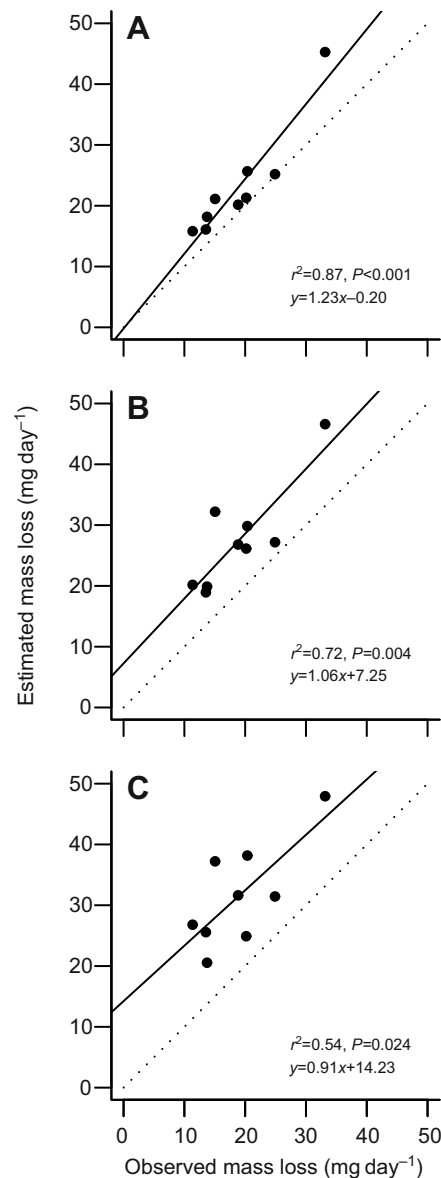 A
50
40
30
20
10
0
r²=0.87, P<0.001
y=1.23x–0.20
B
50
40
30
20
10
0
r²=0.72, P=0.004
y=1.06x+7.25
Estimated mass loss (mg day⁻¹)
C
50
40
30
20
10
0
r²=0.54, P=0.024
y=0.91x+14.23
0 10 20 30 40 50
Observed mass loss (mg day⁻¹)